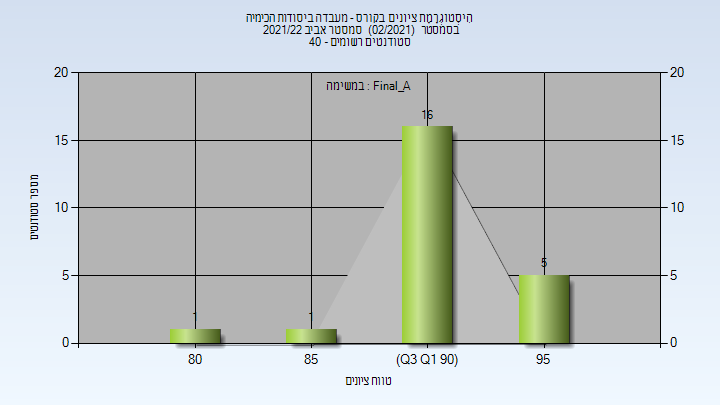 היסטוגרמת ציונים בקורס - מעבדה ביסודות הכימיה
בסמסטר (02/2021) סמסטר אביב 2021/22
סטודנטים רשומים - 40
במשימה : Final_A
20
15
10
5
0
20
15
10
5
0
1
1
16
5
80
85
(Q3 Q1 90)
95
מספר סטודנטים
טווח ציונים